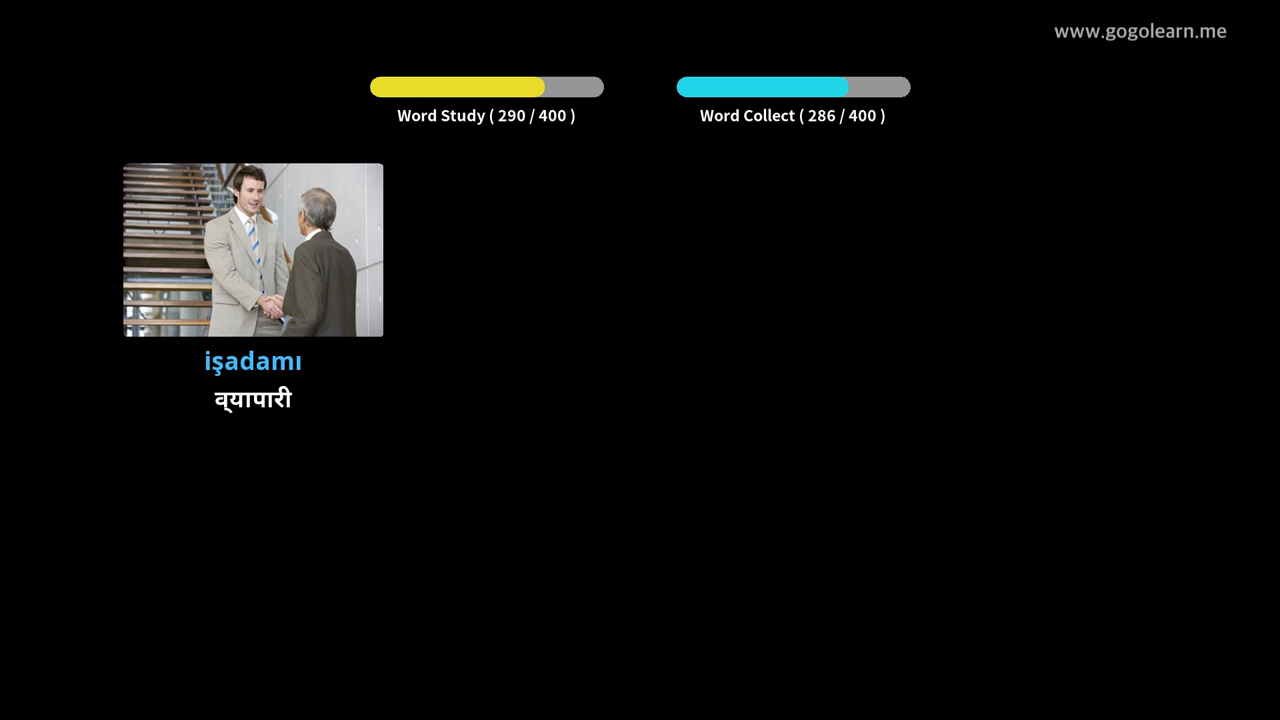 www.gogolearn.me
Word Study ( 290 / 400 )
Word Collect ( 286 / 400 )
işadamı
व्यापारी